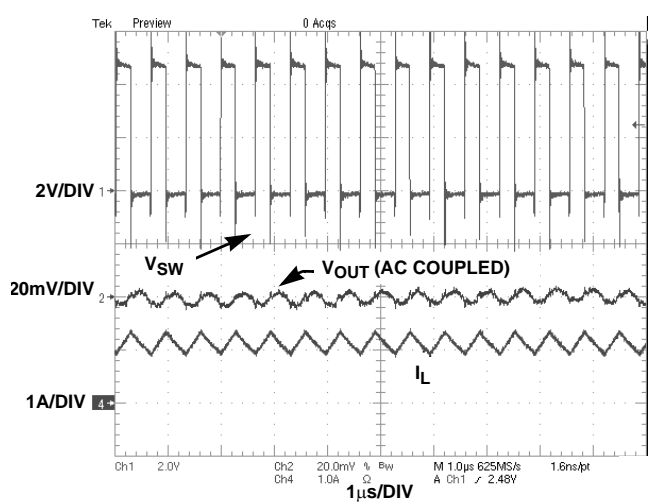 Tek Preview 0 Acqs
2V/DIV 1
VSW
VOUT (AC COUPLED)
20mV/DIV 2
IL
1A/DIV 4
Ch1 2.0V Ch2 20.0mV % BW M 1.0µs 625MS/s 1.6ns/pt
Ch4 1.0A Ω A Ch1 ∫ 2.48V
1µs/DIV